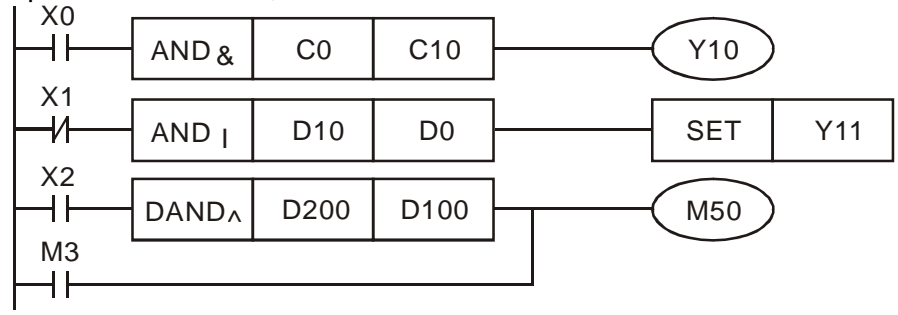 X0
AND & C0 C10 Y10
X1
AND | D10 D0 SET Y11
X2
DAND^ D200 D100 M50
M3